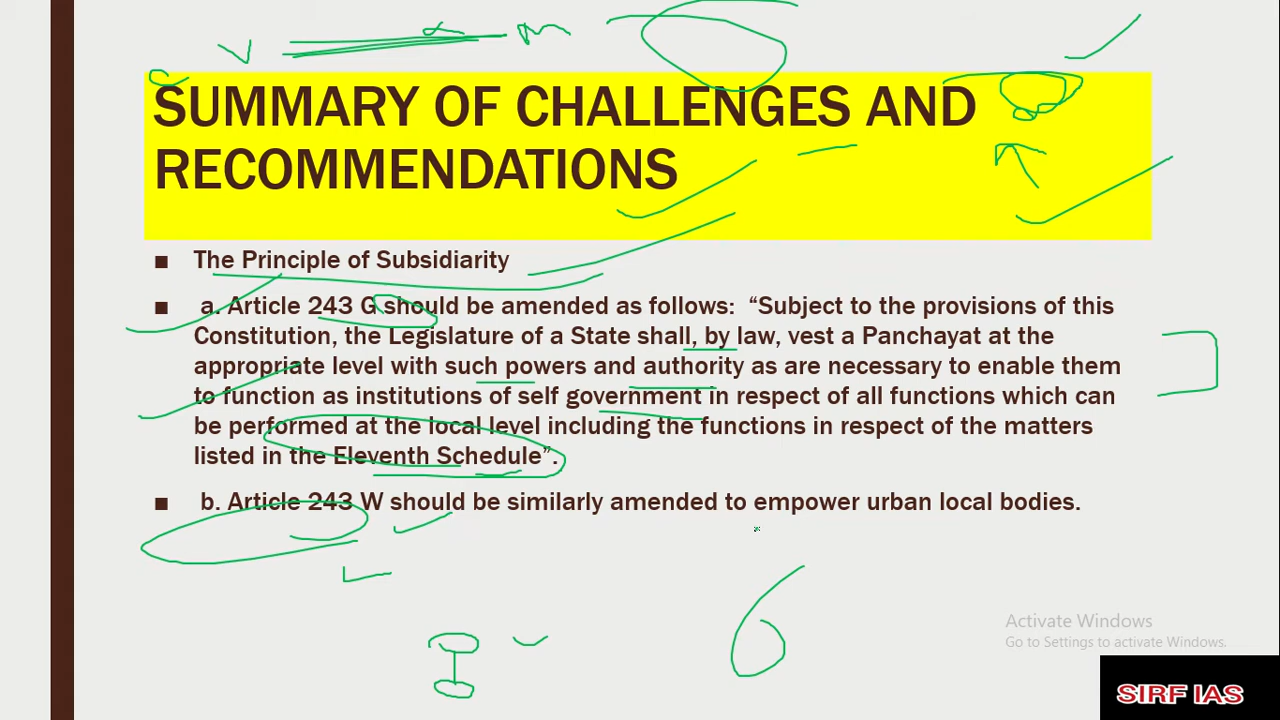 SUMMARY OF CHALLENGES AND
RECOMMENDATIONS
■ The Principle of Subsidiarity
■ a. Article 243 G should be amended as follows: “Subject to the provisions of this
Constitution, the Legislature of a State shall, by law, vest a Panchayat at the
appropriate level with such powers and authority as are necessary to enable them
to function as institutions of self government in respect of all functions which can
be performed at the local level including the functions in respect of the matters
listed in the Eleventh Schedule”.
■ b. Article 243 W should be similarly amended to empower urban local bodies.
6
Activate Windows
Go to Settings to activate Windows.
SIRF IAS